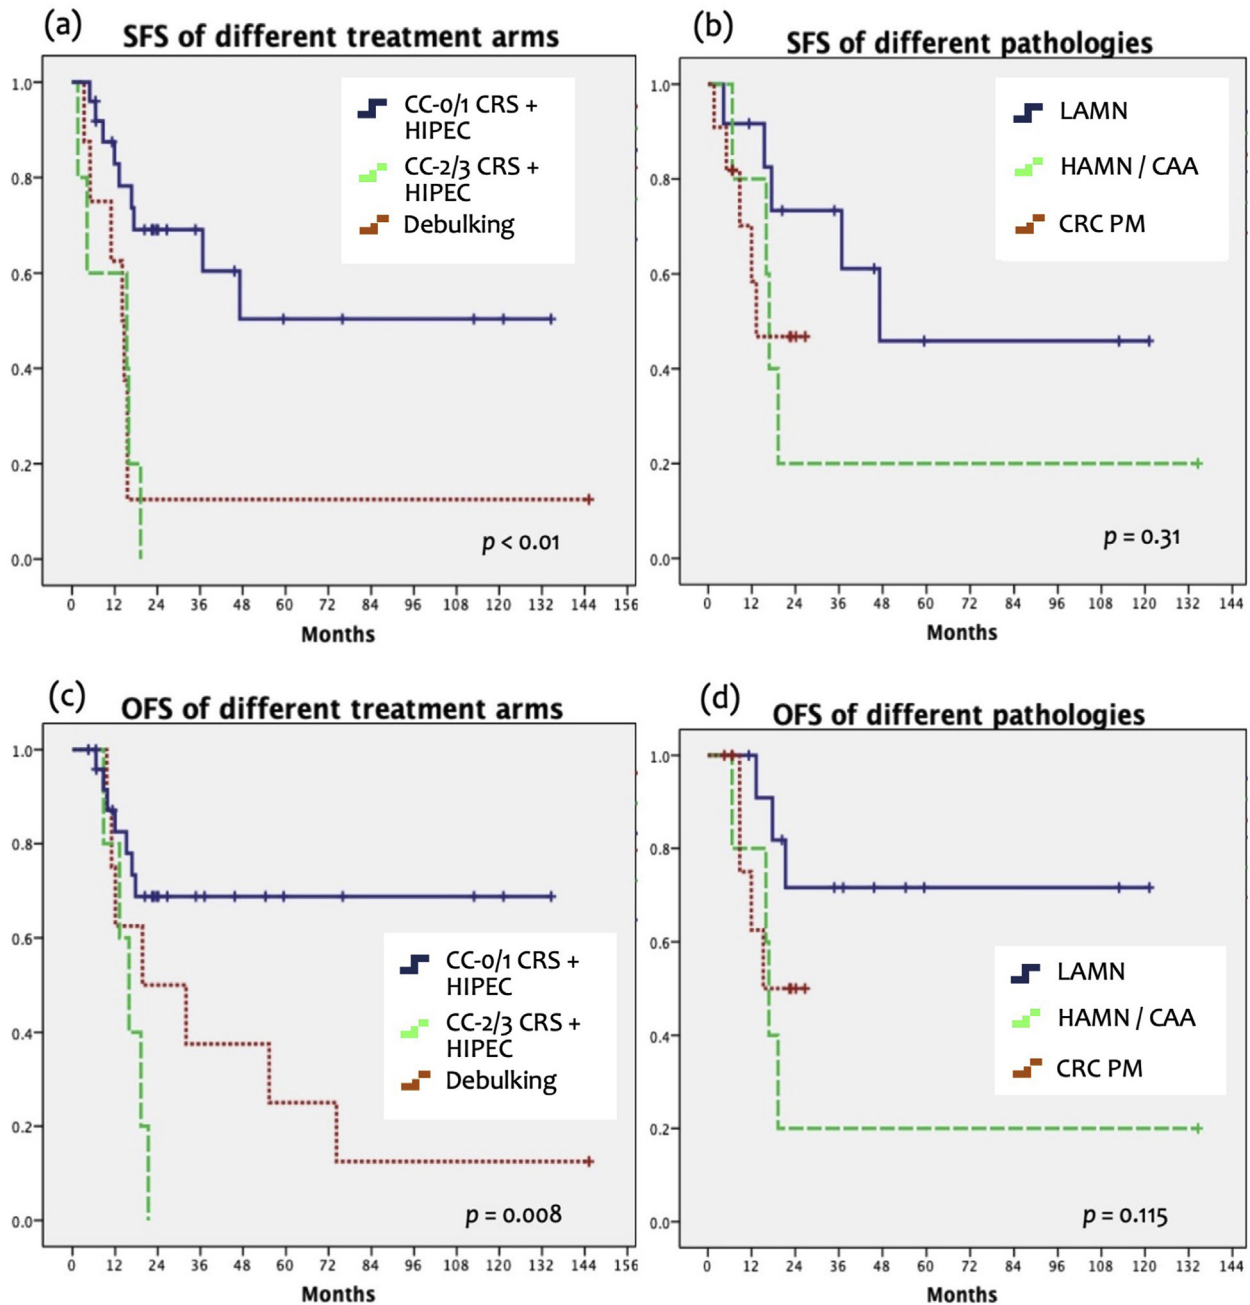 (a)
SFS of different treatment arms
1.0
0.8
0.6
0.4
0.2
0.0
CC-0/1 CRS +
HIPEC
CC-2/3 CRS +
HIPEC
Debulking
p < 0.01
0 12 24 36 48 60 72 84 96 108 120 132 144 156
Months
(b)
SFS of different pathologies
1.0
0.8
0.6
0.4
0.2
0.0
LAMN
HAMN / CAA
CRC PM
p = 0.31
0 12 24 36 48 60 72 84 96 108 120 132 144
Months
(c)
OFS of different treatment arms
1.0
0.8
0.6
0.4
0.2
0.0
CC-0/1 CRS +
HIPEC
CC-2/3 CRS +
HIPEC
Debulking
p = 0.008
0 12 24 36 48 60 72 84 96 108 120 132 144 156
Months
(d)
OFS of different pathologies
1.0
0.8
0.6
0.4
0.2
0.0
LAMN
HAMN / CAA
CRC PM
p = 0.115
0 12 24 36 48 60 72 84 96 108 120 132 144
Months